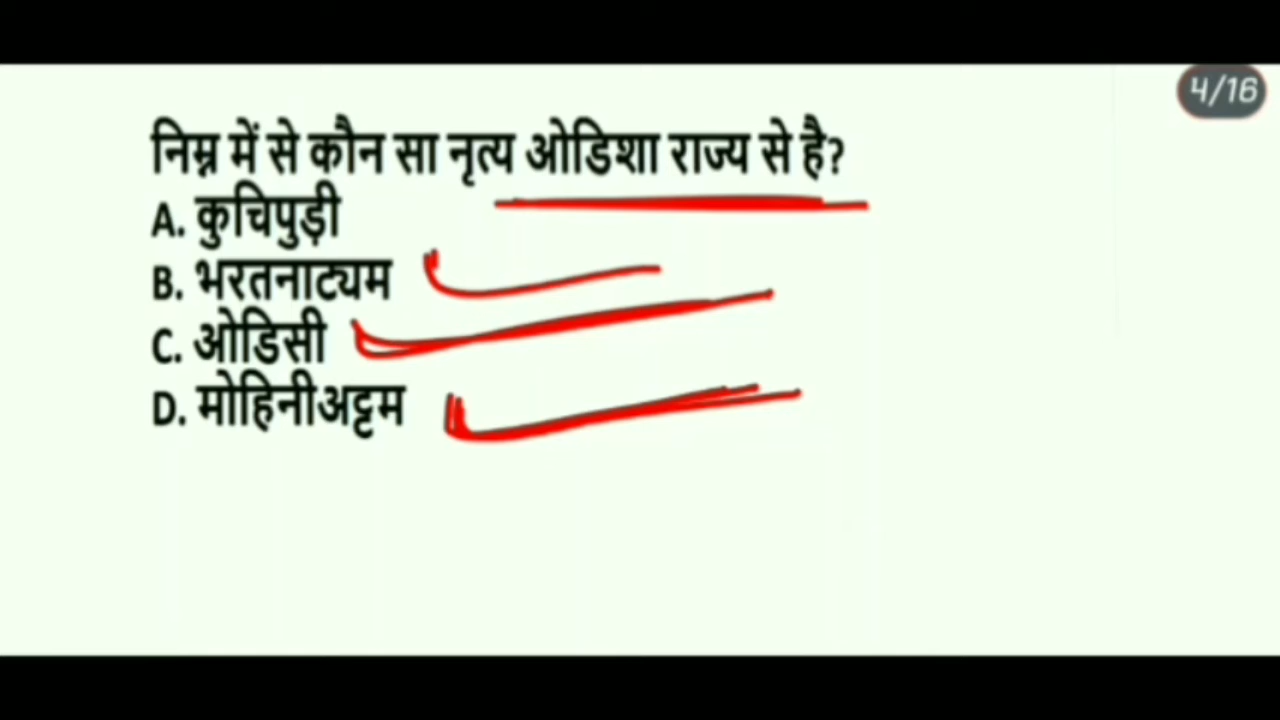 4/16
निम्न में से कौन सा नृत्य ओडिशा राज्य से है?
A. कुचिपुड़ी
B. भरतनाट्यम
C. ओडिसी
D. मोहिनीअट्टम